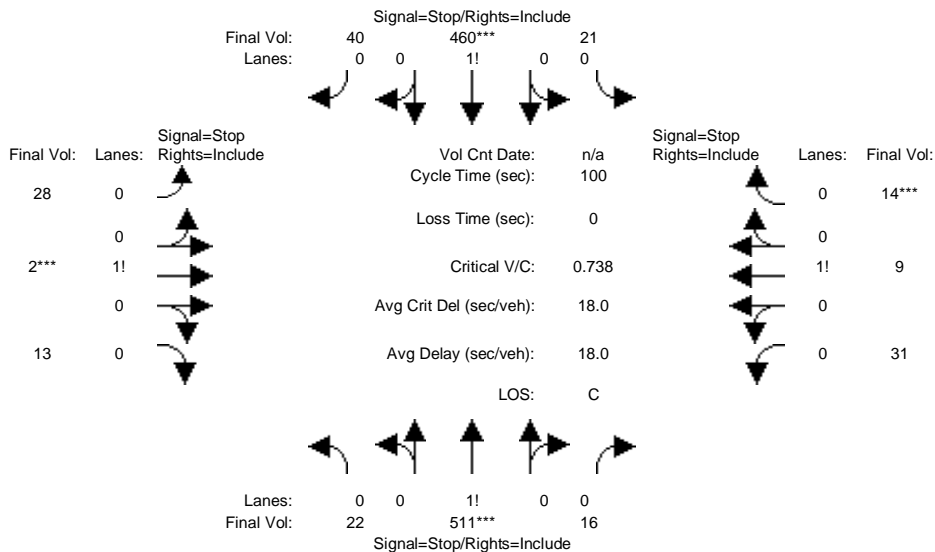 Signal=Stop/Rights=Include
Final Vol: 40 460*** 21
Lanes: 0 0 1! 0 0
Signal=Stop
Final Vol: Lanes: Rights=Include
Vol Cnt Date: n/a
Signal=Stop
Rights=Include Lanes: Final Vol:
Cycle Time (sec): 100
28 0
0 14***
Loss Time (sec): 0
0
0
2*** 1!
Critical V/C: 0.738
1! 9
0
Avg Crit Del (sec/veh): 18.0
0
13 0
Avg Delay (sec/veh): 18.0
0 31
LOS: C
Lanes: 0 0 1! 0 0
Final Vol: 22 511*** 16
Signal=Stop/Rights=Include